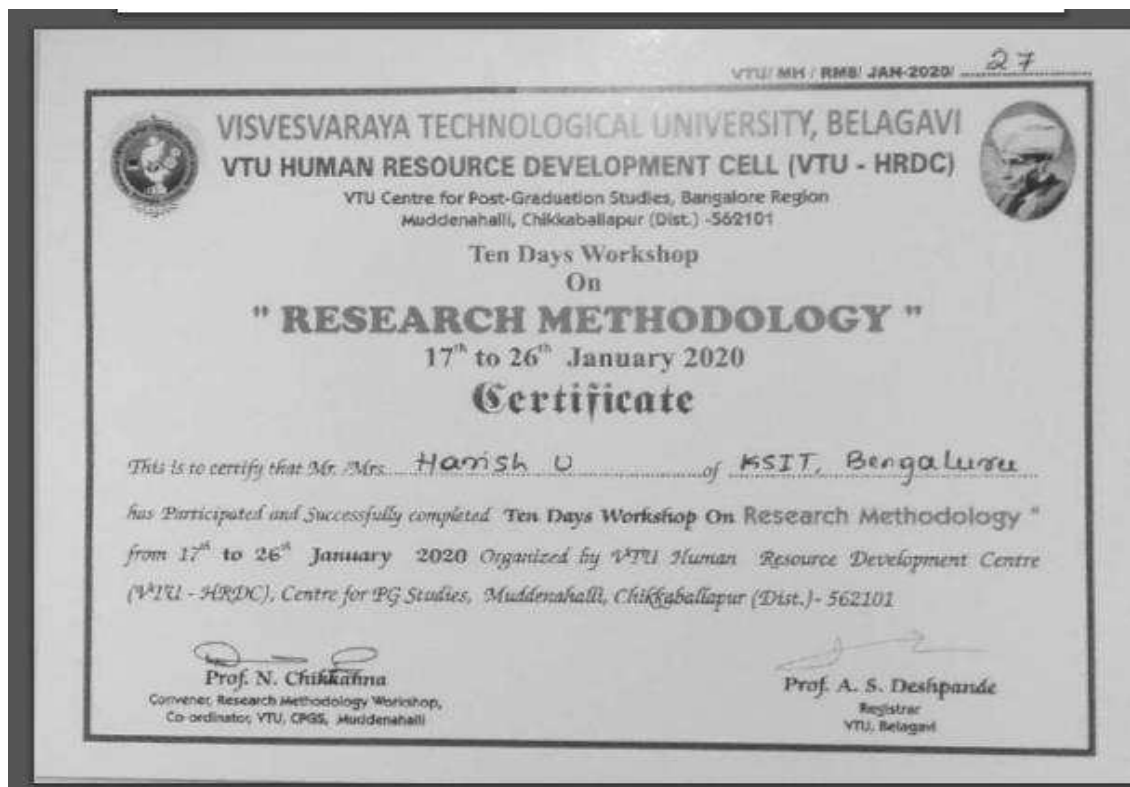 VTU/ MH / RMB/ JAN-2020/ 27
VISVESVARAYA TECHNOLOGICAL UNIVERSITY, BELAGAVI
VTU HUMAN RESOURCE DEVELOPMENT CELL (VTU - HRDC)
VTU Centre for Post-Graduation Studies, Bangalore Region
Muddenahalli, Chikkaballapur (Dist.) -562101
Ten Days Workshop
On
" RESEARCH METHODOLOGY "
17th to 26th January 2020
Certificate
This is to certify that Mr. /Mrs. Harish U of KSIT, Bengaluru
has Participated and Successfully completed Ten Days Workshop On Research Methodology "
from 17th to 26th January 2020 Organized by VTU Human Resource Development Centre
(VTU - HRDC), Centre for PG Studies, Muddenahalli, Chikkaballapur (Dist.)- 562101
Prof. N. Chikkanna
Convener, Research Methodology Workshop,
Co-ordinator, VTU, CPGS, Muddenahalli
Prof. A. S. Deshpande
Registrar
VTU, Belagavi